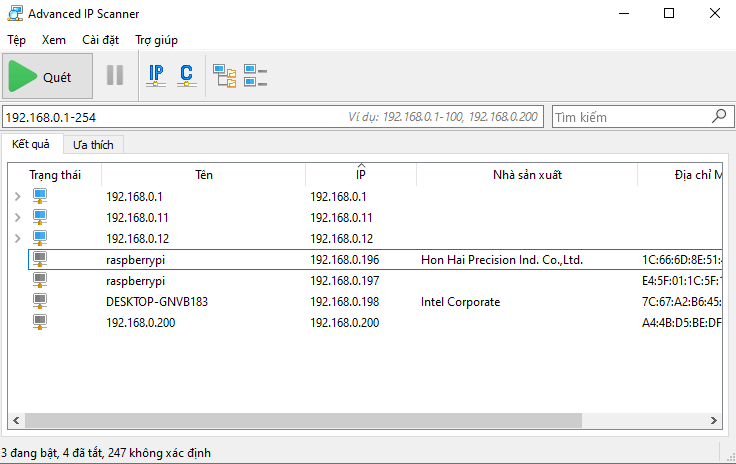 Advanced IP Scanner
Tệp Xem Cài đặt Trợ giúp
Quét IP C
192.168.0.1-254 Ví dụ: 192.168.0.1-100, 192.168.0.200 Tìm kiếm
Kết quả Ưa thích
Trạng thái Tên IP Nhà sản xuất Địa chỉ M
192.168.0.1 192.168.0.1
192.168.0.11 192.168.0.11
192.168.0.12 192.168.0.12
raspberrypi 192.168.0.196 Hon Hai Precision Ind. Co.,Ltd. 1C:66:6D:8E:51:
raspberrypi 192.168.0.197 E4:5F:01:1C:5F:
DESKTOP-GNVB183 192.168.0.198 Intel Corporate 7C:67:A2:B6:45:
192.168.0.200 192.168.0.200 A4:4B:D5:BE:DF
3 đang bật, 4 đã tắt, 247 không xác định